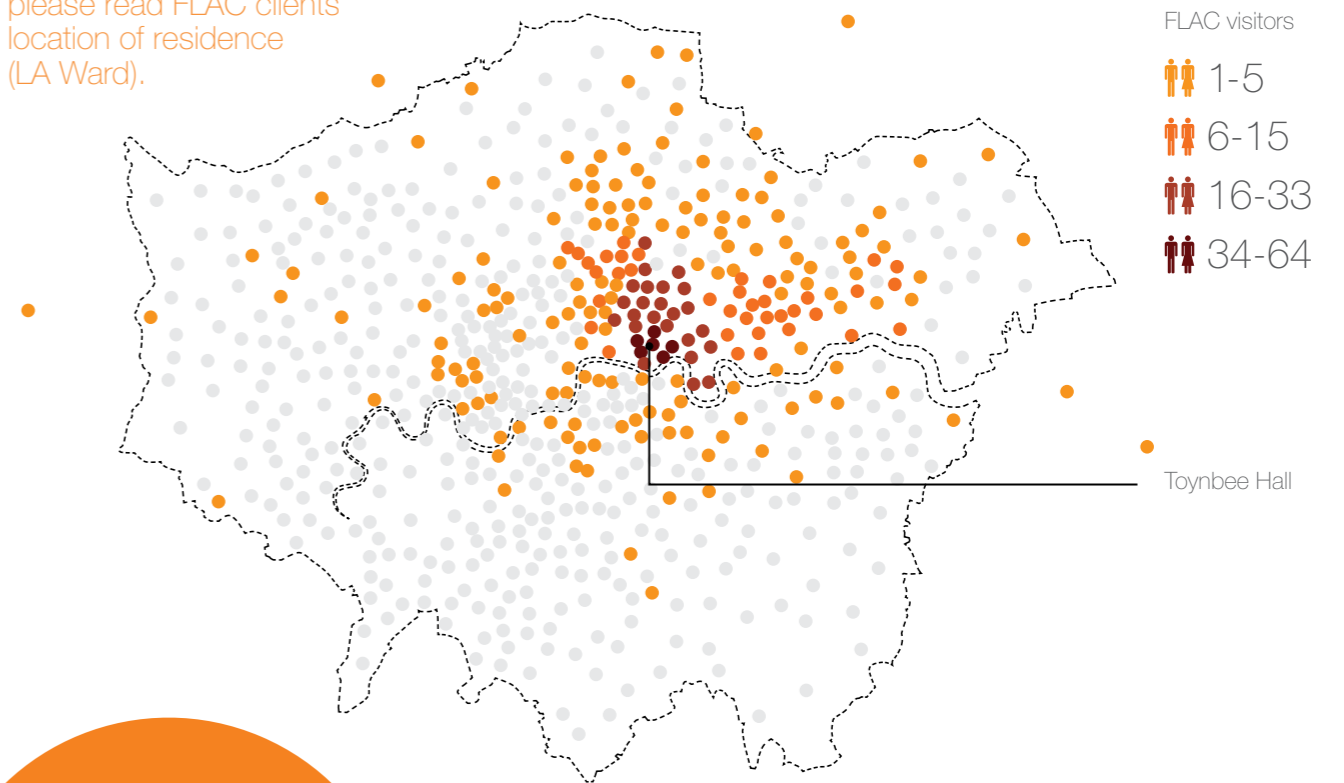 please read FLAC clients
location of residence
(LA Ward).
FLAC visitors
1-5
6-15
16-33
34-64
Toynbee Hall